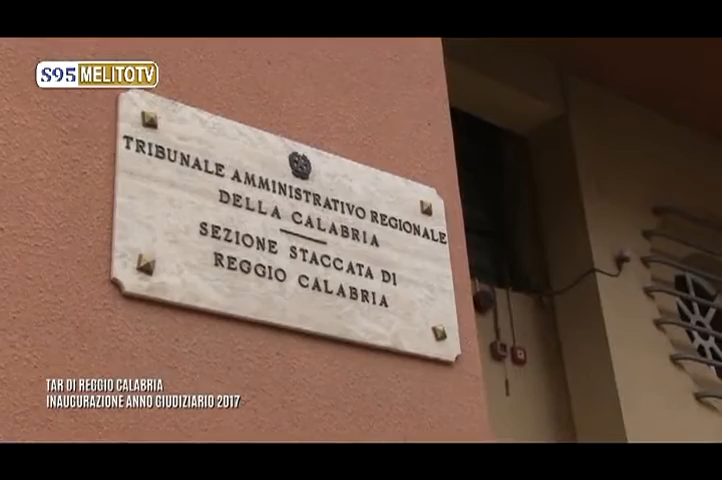 S95 MELITOTV
TRIBUNALE AMMINISTRATIVO REGIONALE
DELLA CALABRIA
SEZIONE STACCATA DI
REGGIO CALABRIA
TAR DI REGGIO CALABRIA
INAUGURAZIONE ANNO GIUDIZIARIO 2017